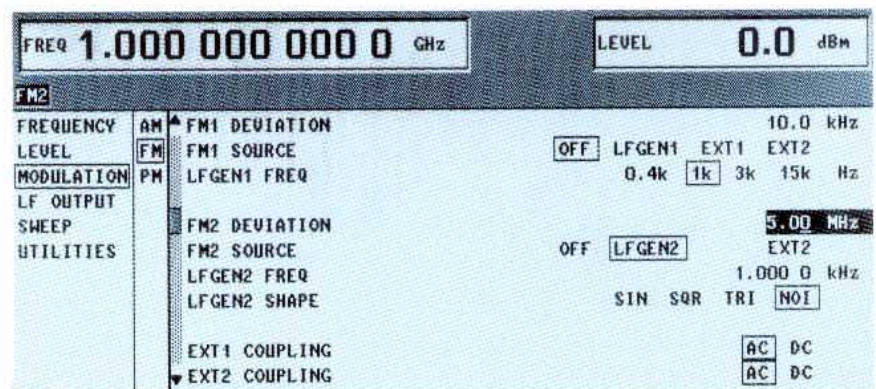 FREQ 1.000 000 000 0 GHz
LEVEL 0.0 dBm
FM2
FREQUENCY
LEVEL
MODULATION
LF OUTPUT
SWEEP
UTILITIES
AM
FM
PM
FM1 DEVIATION 10.0 kHz
FM1 SOURCE OFF LFGEN1 EXT1 EXT2
LFGEN1 FREQ 0.4k 1k 3k 15k Hz
FM2 DEVIATION 5.00 MHz
FM2 SOURCE OFF LFGEN2 EXT2
LFGEN2 FREQ 1.000 0 kHz
LFGEN2 SHAPE SIN SQR TRI NOI
EXT1 COUPLING AC DC
EXT2 COUPLING AC DC